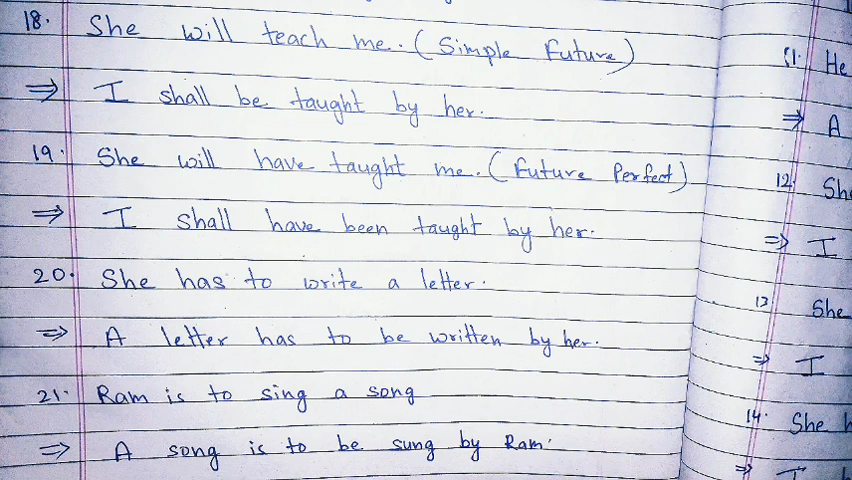 18. She will teach me. (Simple Future)
⇒ I shall be taught by her.
19. She will have taught me. (Future Perfect)
⇒ I shall have been taught by her.
20. She has to write a letter.
⇒ A letter has to be written by her.
21. Ram is to sing a song
⇒ A song is to be sung by Ram.
11. He
⇒ A
12. She
⇒ I
13 She
⇒ I
14. She h
⇒ I